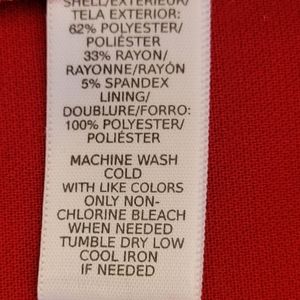 SHELL/EXTÉRIEUR/
TELA EXTERIOR:
62% POLYESTER/
POLIÉSTER
33% RAYON/
RAYONNE/RAYÓN
5% SPANDEX
LINING/
DOUBLURE/FORRO:
100% POLYESTER/
POLIÉSTER
MACHINE WASH
COLD
WITH LIKE COLORS
ONLY NON-
CHLORINE BLEACH
WHEN NEEDED
TUMBLE DRY LOW
COOL IRON
IF NEEDED